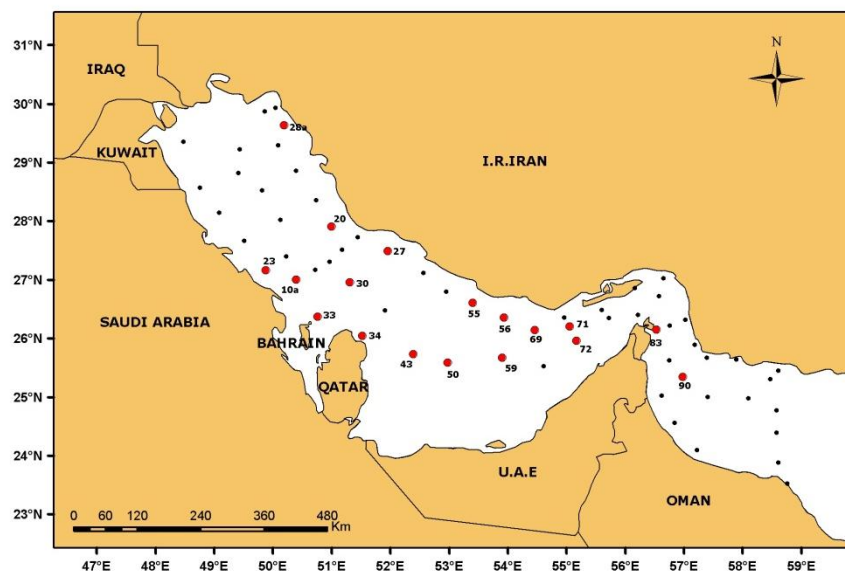 31°N
N
IRAQ
30°N
28a
KUWAIT
29°N
I.R.IRAN
28°N
20
27
23
27°N
10a
30
55
33
56
71
26°N
SAUDI ARABIA
BAHRAIN
34
69
83
43
72
50
59
90
25°N
QATAR
24°N
U.A.E
OMAN
23°N
0 60 120 240 360 480
Km
47°E 48°E 49°E 50°E 51°E 52°E 53°E 54°E 55°E 56°E 57°E 58°E 59°E